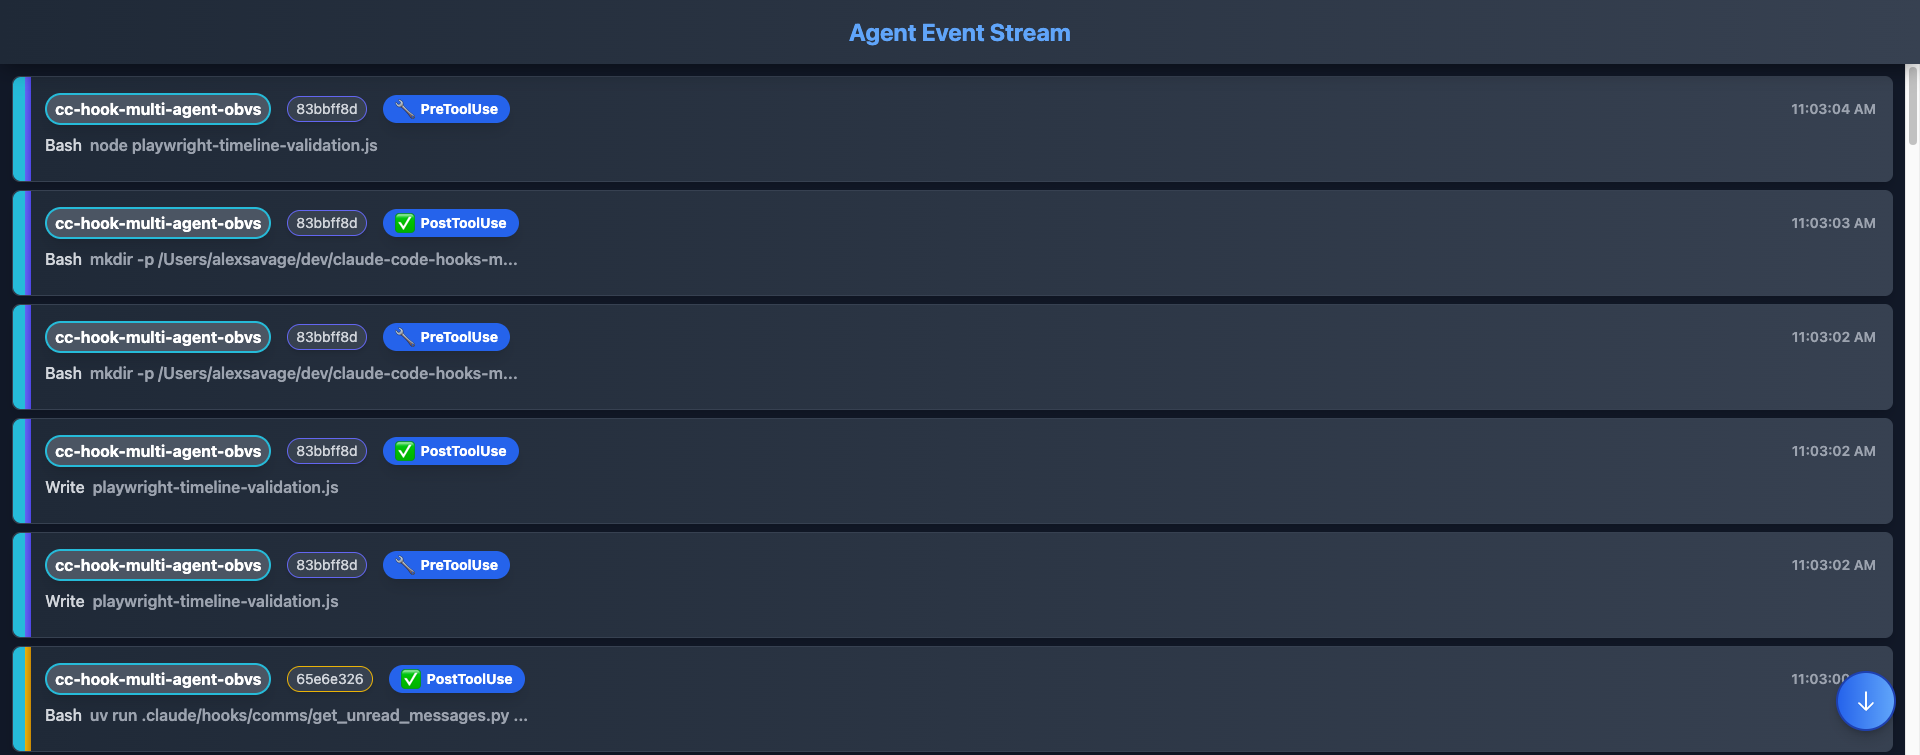 Agent Event Stream
cc-hook-multi-agent-obvs 83bbff8d 🔧 PreToolUse 11:03:04 AM
Bash node playwright-timeline-validation.js
cc-hook-multi-agent-obvs 83bbff8d ✅ PostToolUse 11:03:03 AM
Bash mkdir -p /Users/alexsavage/dev/claude-code-hooks-m...
cc-hook-multi-agent-obvs 83bbff8d 🔧 PreToolUse 11:03:02 AM
Bash mkdir -p /Users/alexsavage/dev/claude-code-hooks-m...
cc-hook-multi-agent-obvs 83bbff8d ✅ PostToolUse 11:03:02 AM
Write playwright-timeline-validation.js
cc-hook-multi-agent-obvs 83bbff8d 🔧 PreToolUse 11:03:02 AM
Write playwright-timeline-validation.js
cc-hook-multi-agent-obvs 65e6e326 ✅ PostToolUse
Bash uv run .claude/hooks/comms/get_unread_messages.py ...